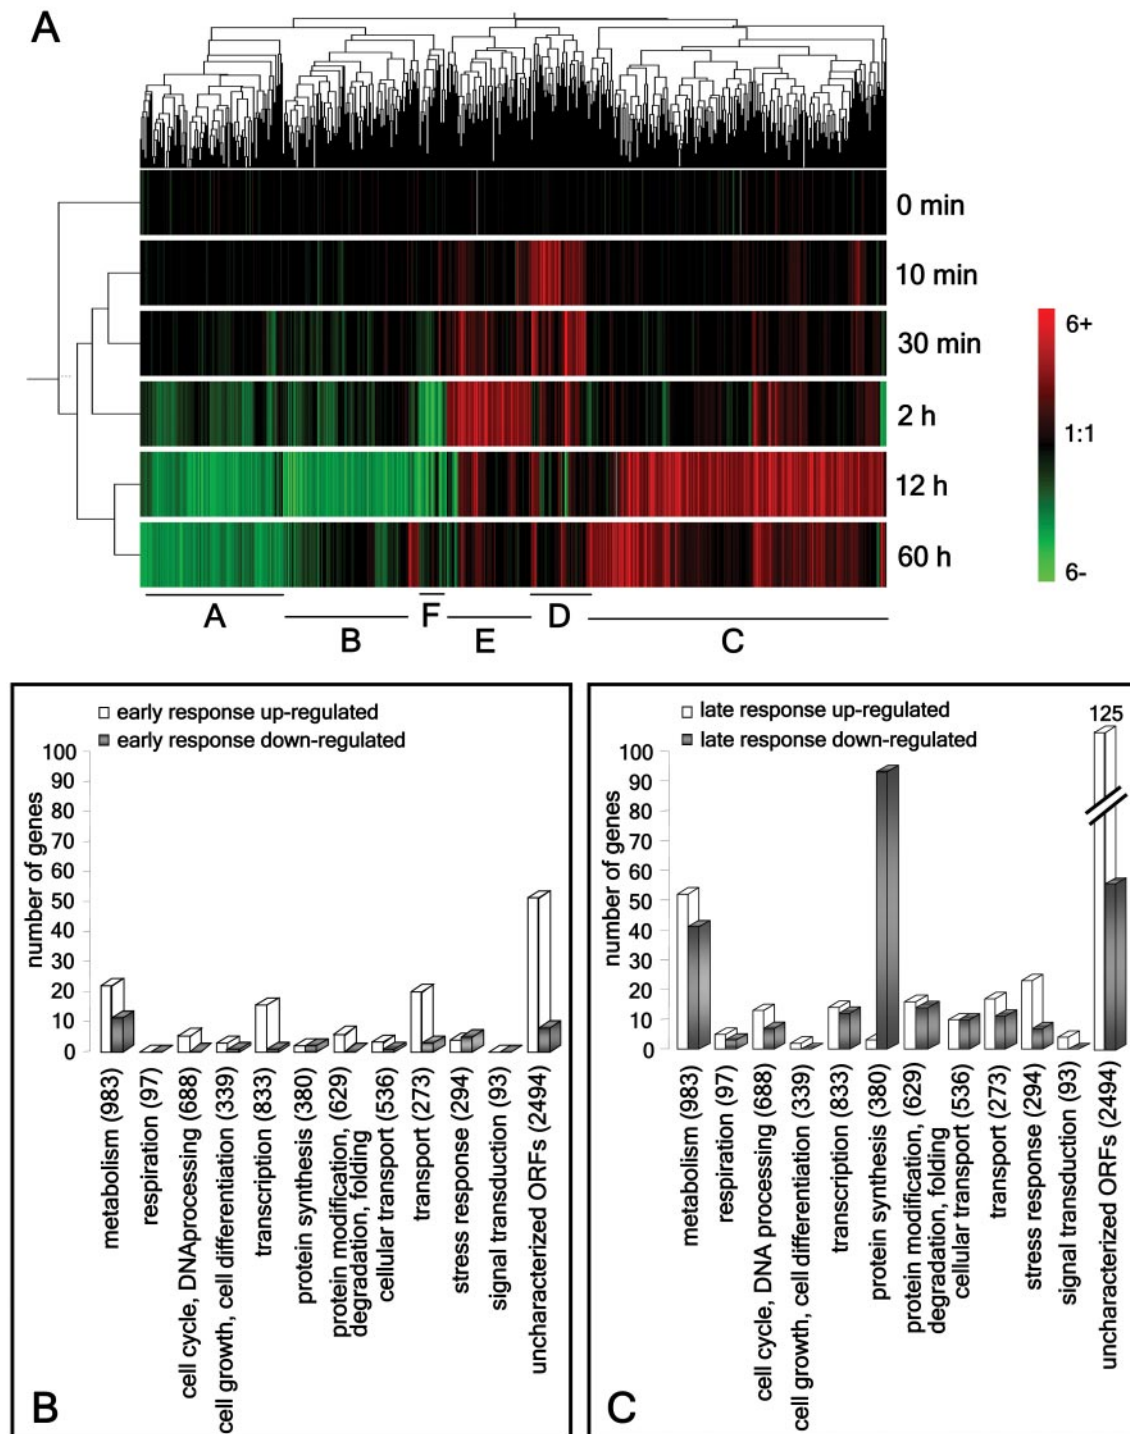 A
0 min
10 min
30 min
2 h
12 h
60 h
6+
1:1
6-
A
B
F
E
D
C
early response up-regulated
early response down-regulated
number of genes
100
90
80
70
60
50
40
30
20
10
0
metabolism (983)
respiration (97)
cell cycle, DNAprocessing (688)
cell growth, cell differentiation (339)
transcription (833)
protein synthesis (380)
protein modification, (629)
degradation, folding
cellular transport (536)
transport (273)
stress response (294)
signal transduction (93)
uncharacterized ORFs (2494)
B
late response up-regulated
late response down-regulated
125
number of genes
100
90
80
70
60
50
40
30
20
10
0
metabolism (983)
respiration (97)
cell cycle, DNA processing (688)
cell growth, cell differentiation (339)
transcription (833)
protein synthesis (380)
protein modification, (629)
degradation, folding
cellular transport (536)
transport (273)
stress response (294)
signal transduction (93)
uncharacterized ORFs (2494)
C